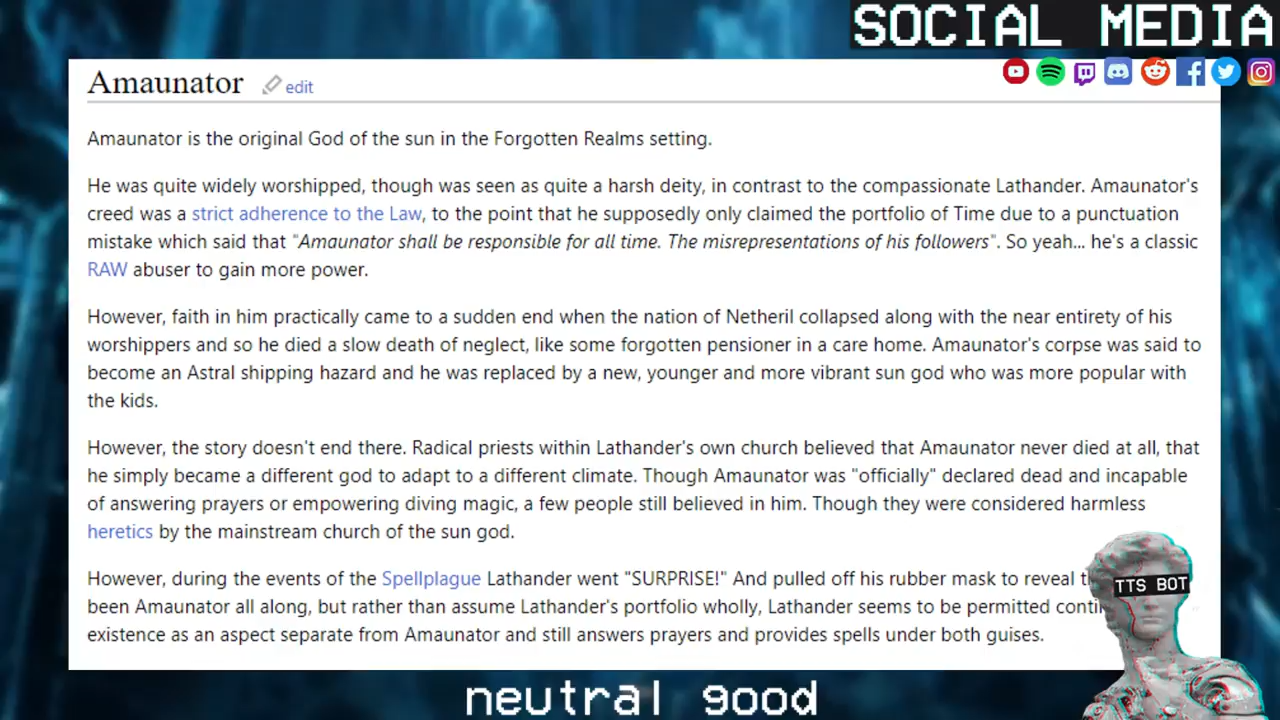 SOCIAL MEDIA
Amaunator edit
Amaunator is the original God of the sun in the Forgotten Realms setting.
He was quite widely worshipped, though was seen as quite a harsh deity, in contrast to the compassionate Lathander. Amaunator's
creed was a strict adherence to the Law, to the point that he supposedly only claimed the portfolio of Time due to a punctuation
mistake which said that "Amaunator shall be responsible for all time. The misrepresentations of his followers". So yeah... he's a classic
RAW abuser to gain more power.
However, faith in him practically came to a sudden end when the nation of Netheril collapsed along with the near entirety of his
worshippers and so he died a slow death of neglect, like some forgotten pensioner in a care home. Amaunator's corpse was said to
become an Astral shipping hazard and he was replaced by a new, younger and more vibrant sun god who was more popular with
the kids.
However, the story doesn't end there. Radical priests within Lathander's own church believed that Amaunator never died at all, that
he simply became a different god to adapt to a different climate. Though Amaunator was "officially" declared dead and incapable
of answering prayers or empowering diving magic, a few people still believed in him. Though they were considered harmless
heretics by the mainstream church of the sun god.
However, during the events of the Spellplague Lathander went "SURPRISE!" And pulled off his rubber mask to reveal
TTS BOT
been Amaunator all along, but rather than assume Lathander's portfolio wholly, Lathander seems to be permitted
existence as an aspect separate from Amaunator and still answers prayers and provides spells under both guises.
neutral good